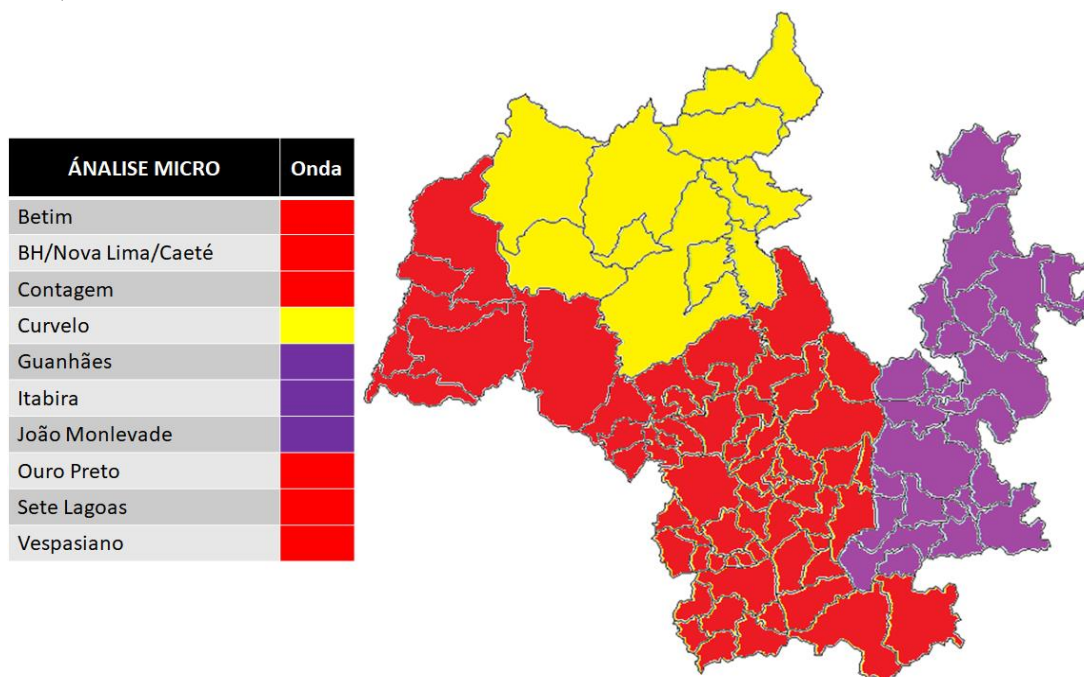 ÁNALISE MICRO Onda
Betim
BH/Nova Lima/Caeté
Contagem
Curvelo
Guanhães
Itabira
João Monlevade
Ouro Preto
Sete Lagoas
Vespasiano